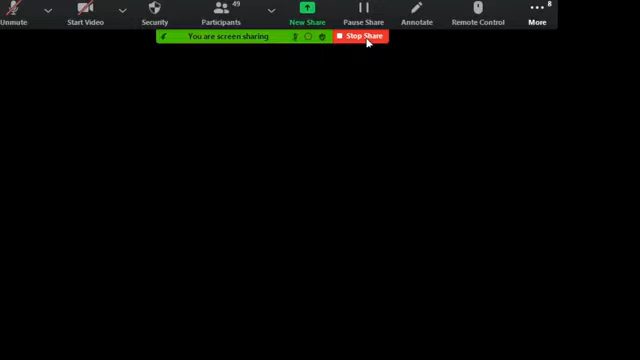 49
8
Unmute Start Video Security Participants New Share Pause Share Annotate Remote Control More
You are screen sharing Stop Share